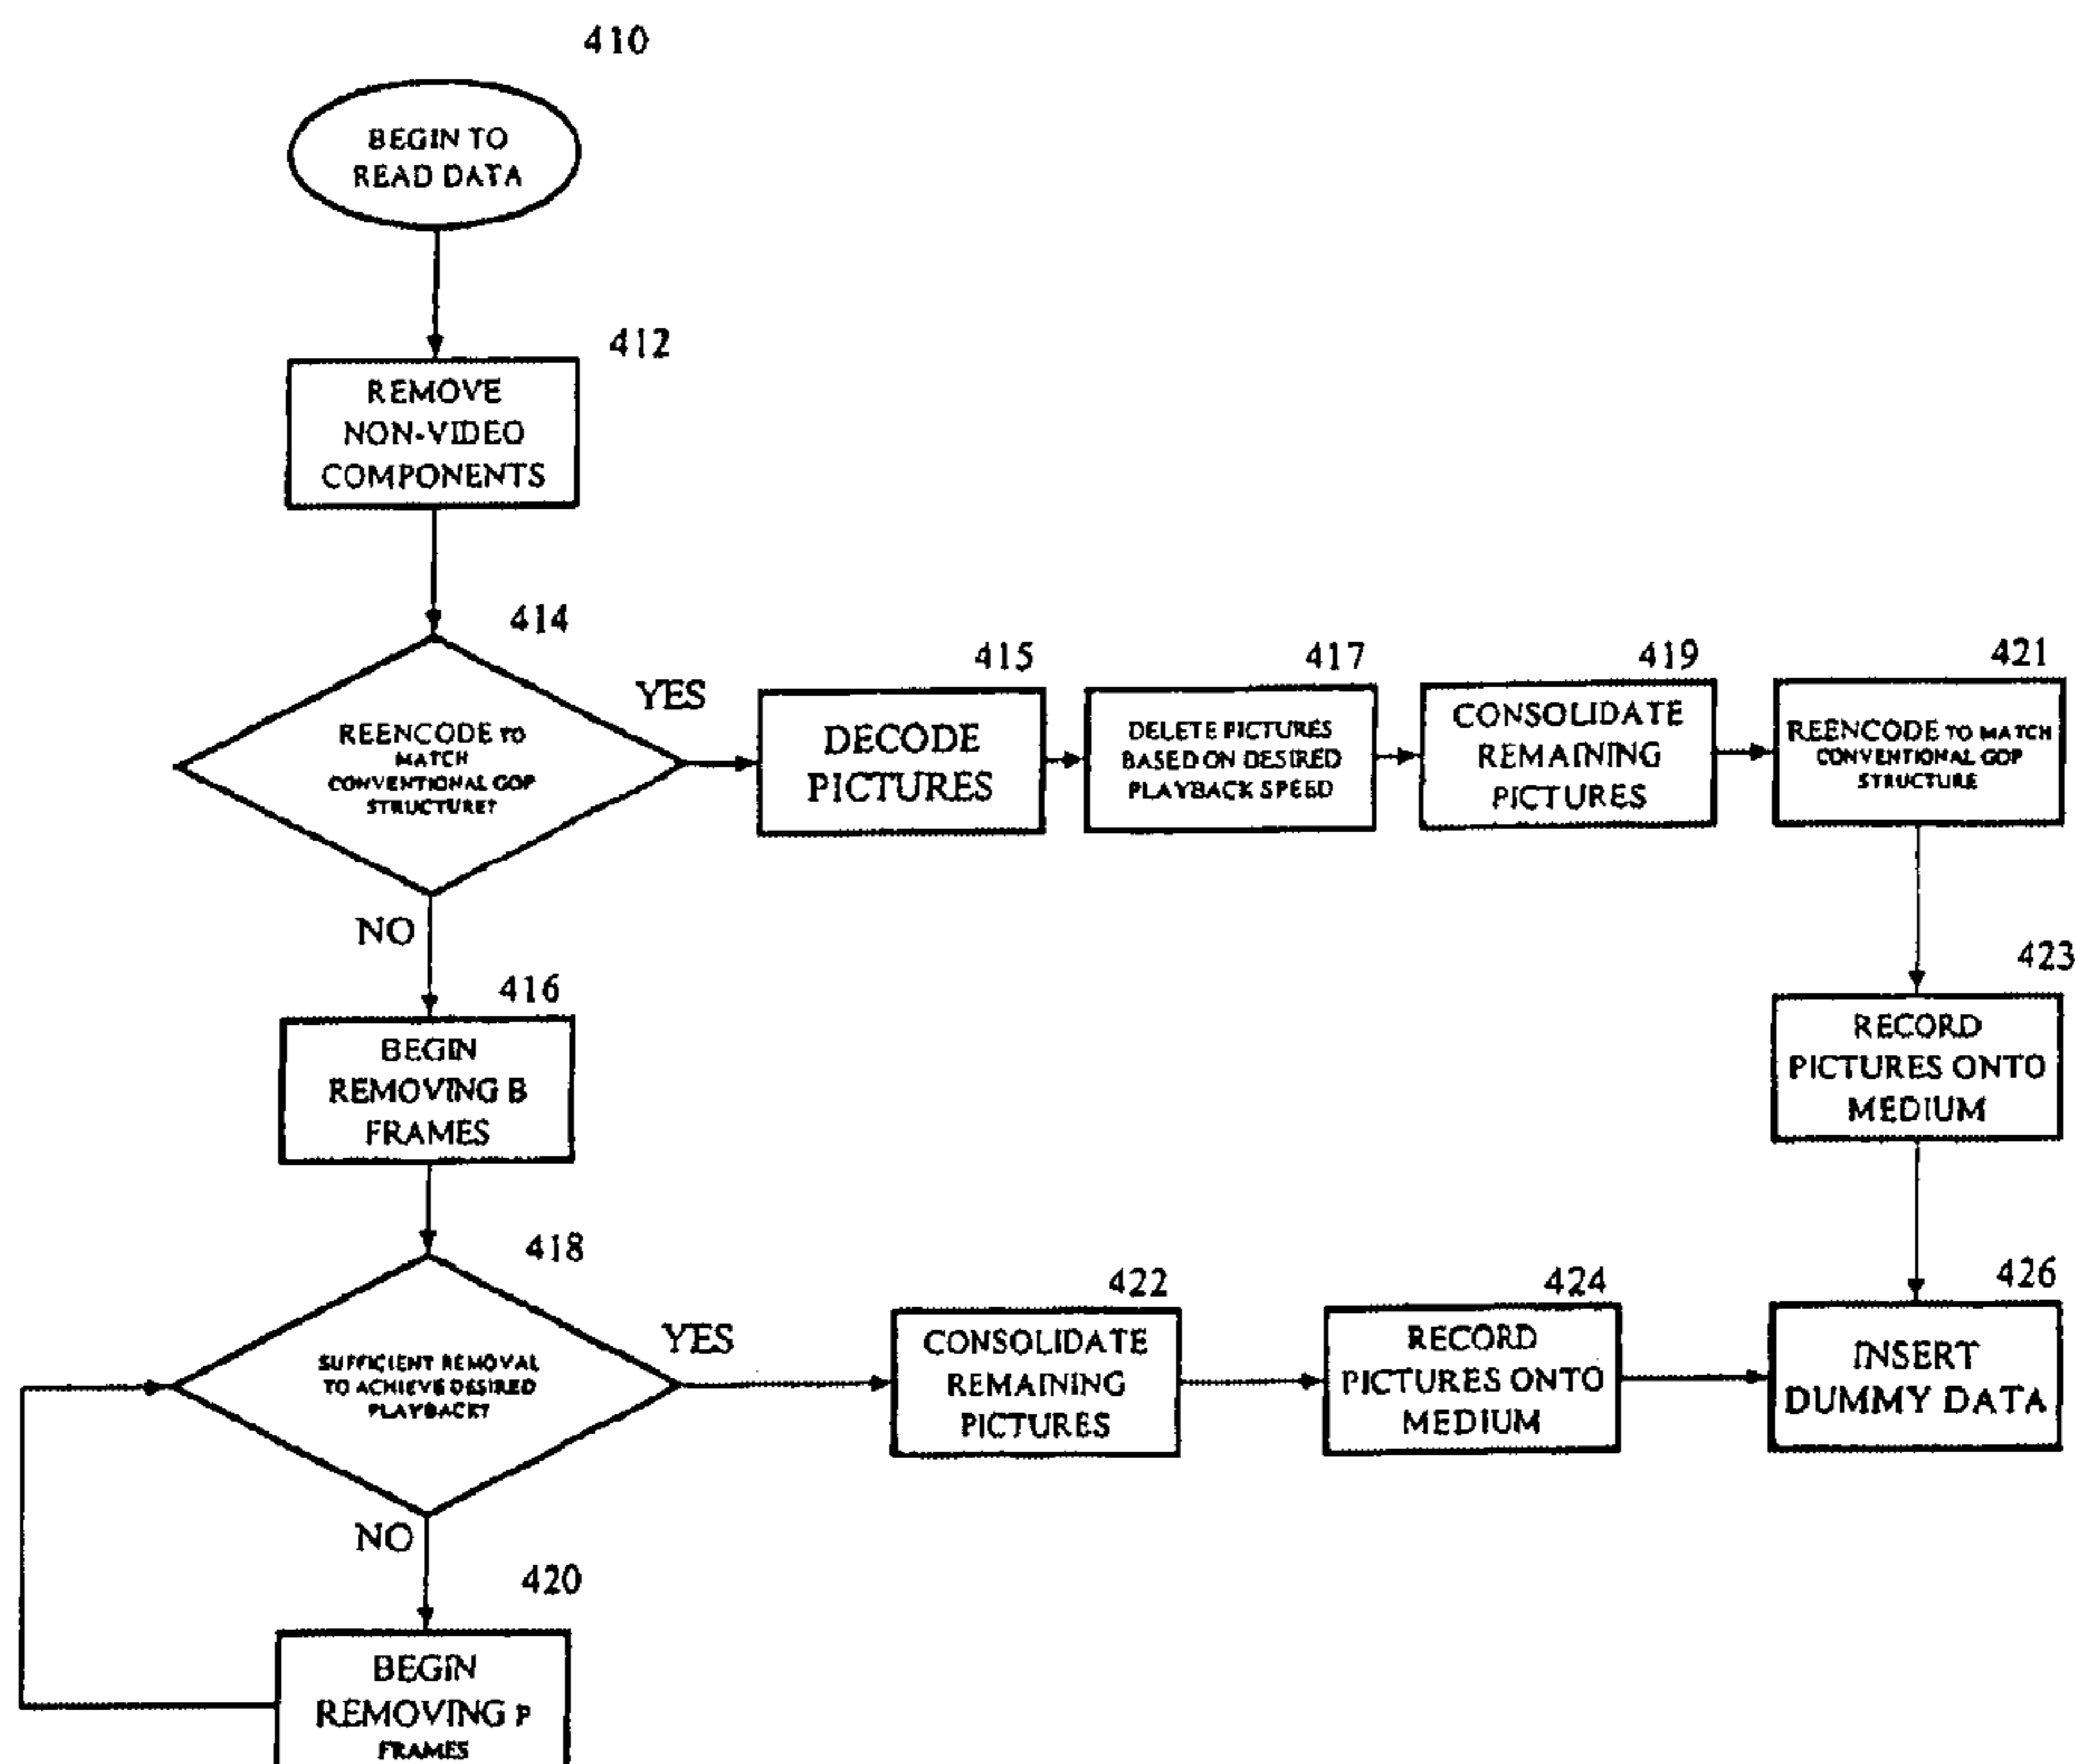 410
BEGIN TO
READ DATA
412
REMOVE
NON-VIDEO
COMPONENTS
414
REENCODE TO
MATCH
CONVENTIONAL GOP
STRUCTURE?
YES
NO
415
DECODE
PICTURES
417
DELETE PICTURES
BASED ON DESIRED
PLAYBACK SPEED
419
CONSOLIDATE
REMAINING
PICTURES
421
REENCODE TO MATCH
CONVENTIONAL GOP
STRUCTURE
423
RECORD
PICTURES ONTO
MEDIUM
416
BEGIN
REMOVING B
FRAMES
418
SUFFICIENT REMOVAL
TO ACHIEVE DESIRED
PLAYBACK?
YES
NO
422
CONSOLIDATE
REMAINING
PICTURES
424
RECORD
PICTURES ONTO
MEDIUM
426
INSERT
DUMMY DATA
420
BEGIN
REMOVING P
FRAMES